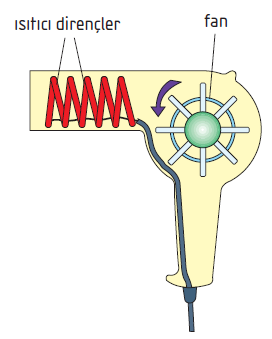 ısıtıcı dirençler
fan